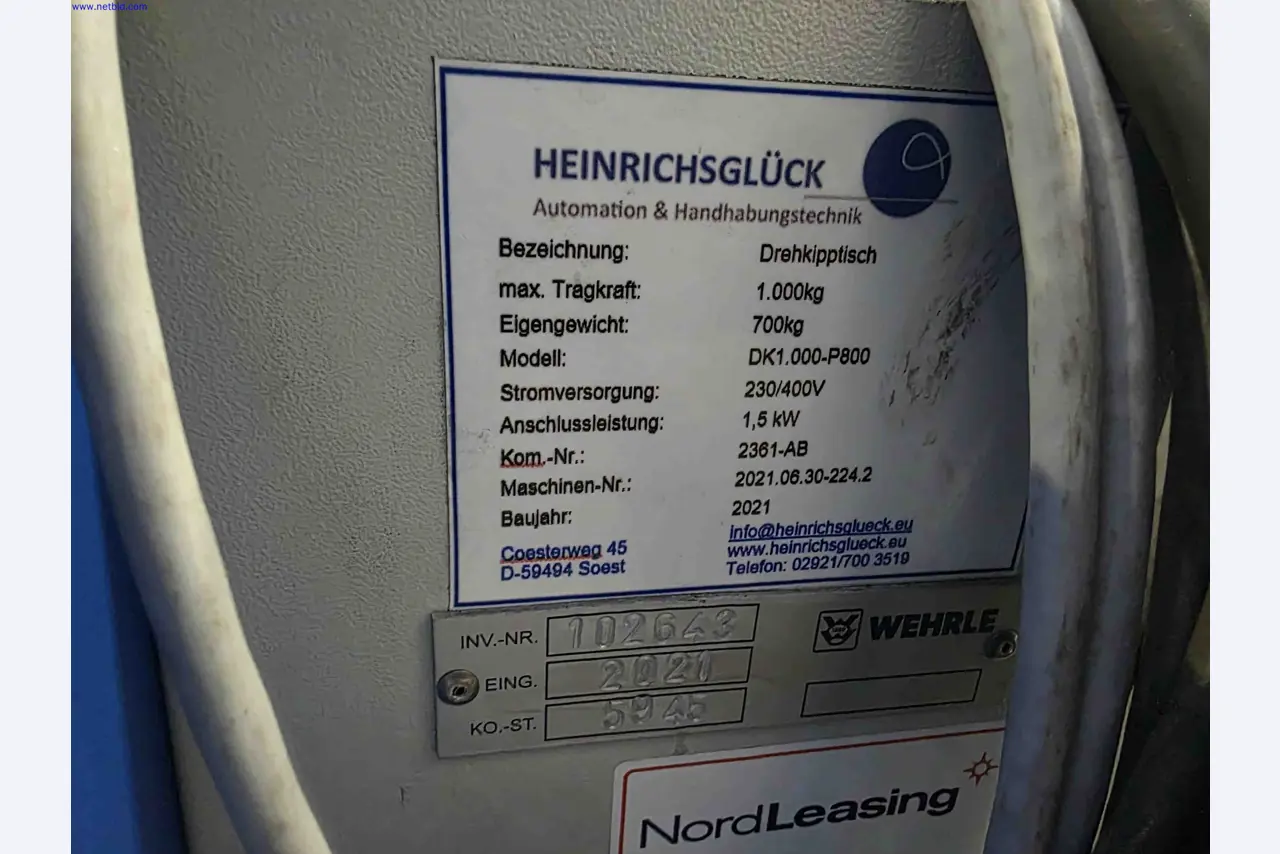 www.netbid.com
HEINRICHSGLÜCK
Automation & Handhabungstechnik
Bezeichnung: Drehkipptisch
max. Tragkraft: 1.000kg
Eigengewicht: 700kg
Modell: DK1.000-P800
Stromversorgung: 230/400V
Anschlussleistung: 1,5 kW
Kom.-Nr.: 2361-AB
Maschinen-Nr.: 2021.06.30-224.2
Baujahr: 2021
info@heinrichsglueck.eu
Coesterweg 45 www.heinrichsglueck.eu
D-59494 Soest Telefon: 02921/700 3519
INV.-NR. 102643 WEHRLE
EING. 2021
KO.-ST. 5945
NordLeasing